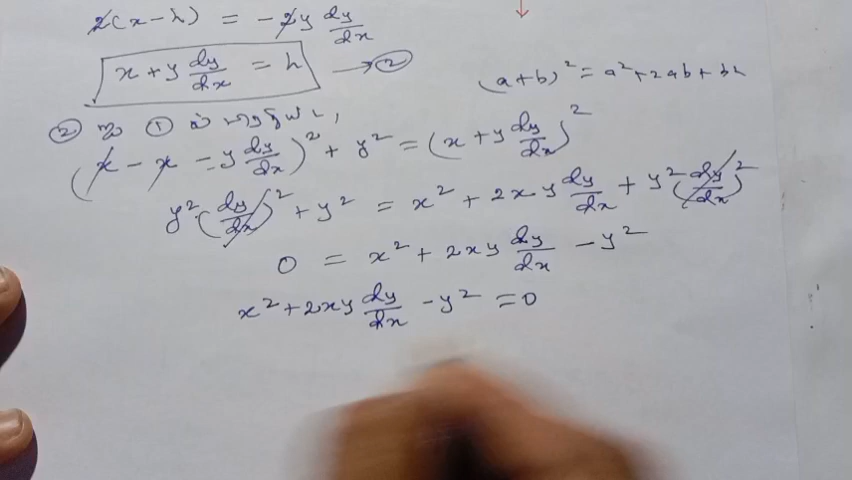 2(x-h) = -2y dy/dx
x+y dy/dx = h → ②
(a+b)² = a²+2ab+b²
② ①
(x - x - y dy/dx)² + y² = (x + y dy/dx)²
y² (dy/dx)² + y² = x² + 2xy dy/dx + y² (dy/dx)²
0 = x² + 2xy dy/dx - y²
x² + 2xy dy/dx - y² = 0